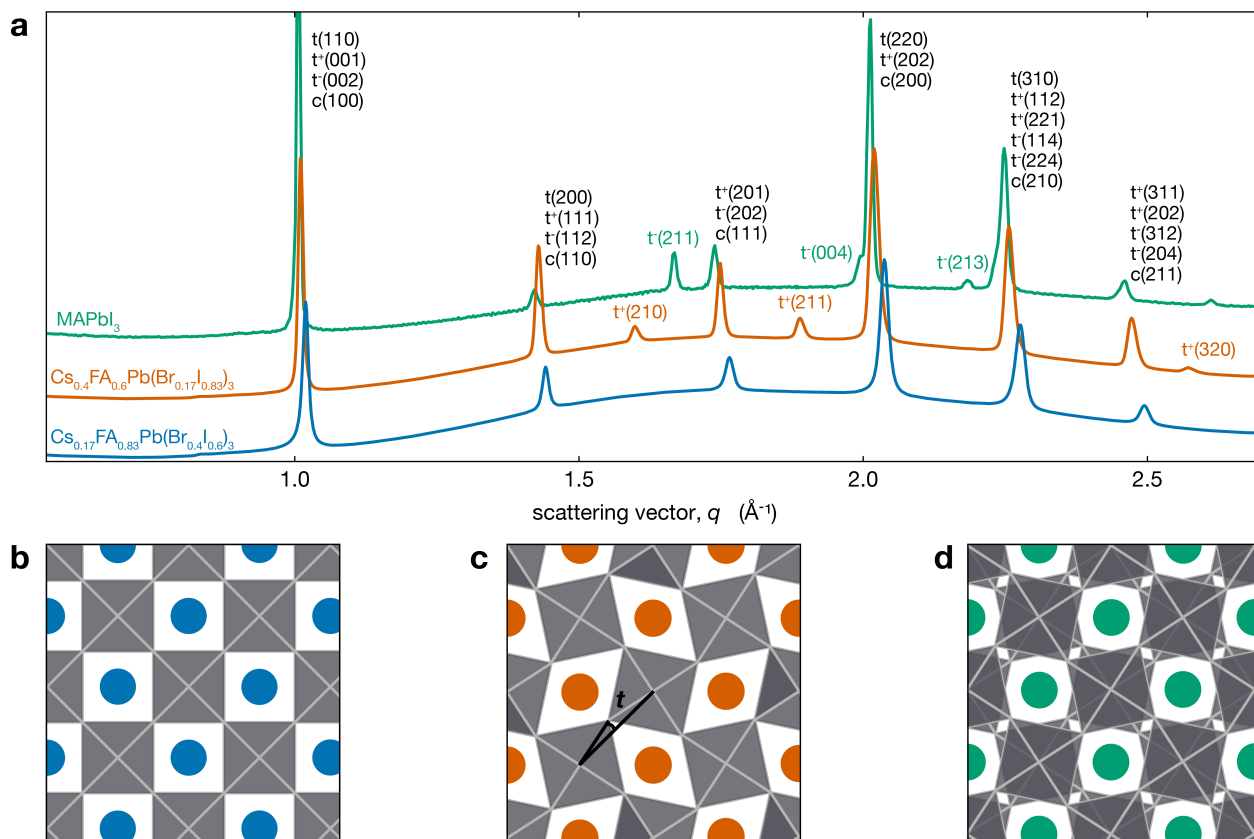 a
t(110)
t⁺(001)
t⁻(002)
c(100)
t(220)
t⁺(202)
c(200)
t(310)
t⁺(112)
t⁺(221)
t⁻(114)
t⁻(224)
c(210)
t(200)
t⁺(111)
t⁻(112)
c(110)
t⁺(201)
t⁻(202)
c(111)
t⁺(311)
t⁺(202)
t⁻(312)
t⁻(204)
c(211)
t⁻(211)
t⁻(004)
t⁻(213)
t⁺(210)
t⁺(211)
t⁺(320)
MAPbI₃
Cs₀.₄FA₀.₆Pb(Br₀.₁₇I₀.₈₃)₃
Cs₀.₁₇FA₀.₈₃Pb(Br₀.₄I₀.₆)₃
1.0 1.5 2.0 2.5
scattering vector, q (Å⁻¹)
b
c
d
t